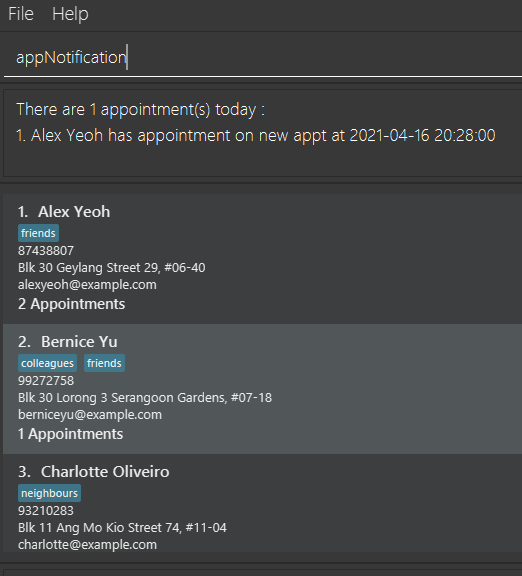 File Help
appNotification
There are 1 appointment(s) today :
1. Alex Yeoh has appointment on new appt at 2021-04-16 20:28:00
1. Alex Yeoh
friends
87438807
Blk 30 Geylang Street 29, #06-40
alexyeoh@example.com
2 Appointments
2. Bernice Yu
colleagues friends
99272758
Blk 30 Lorong 3 Serangoon Gardens, #07-18
berniceyu@example.com
1 Appointments
3. Charlotte Oliveiro
neighbours
93210283
Blk 11 Ang Mo Kio Street 74, #11-04
charlotte@example.com